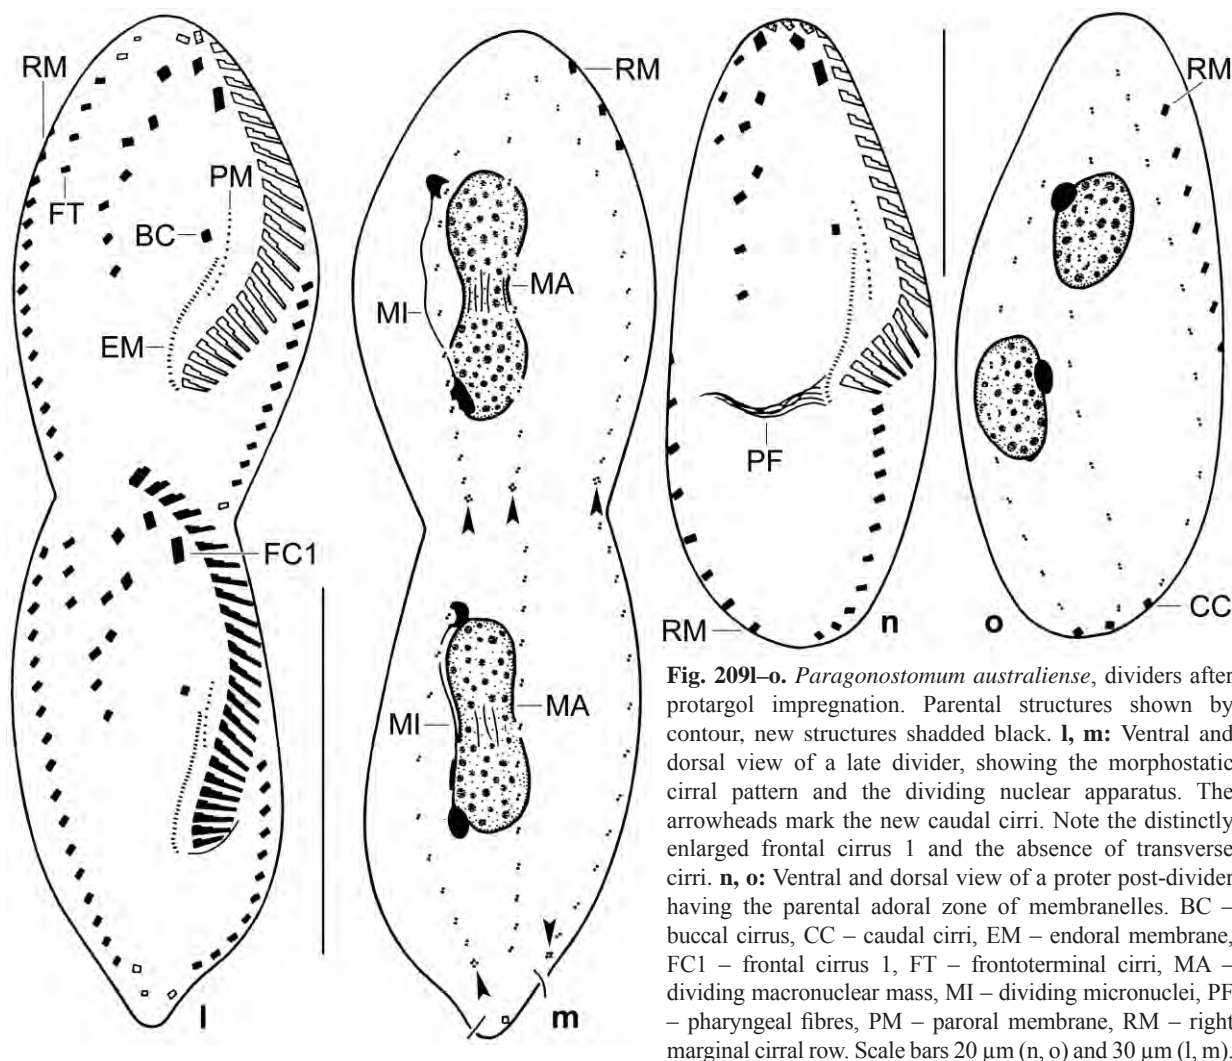 RM
FT
BC
PM
EM
FC1
l
RM
MI
MA
MI
MA
m
PF
RM
n
RM
CC
o
Fig. 209l–o. Paragonostomum australiense, dividers after
protargol impregnation. Parental structures shown by
contour, new structures shadded black. l, m: Ventral and
dorsal view of a late divider, showing the morphostatic
cirral pattern and the dividing nuclear apparatus. The
arrowheads mark the new caudal cirri. Note the distinctly
enlarged frontal cirrus 1 and the absence of transverse
cirri. n, o: Ventral and dorsal view of a proter post-divider
having the parental adoral zone of membranelles. BC –
buccal cirrus, CC – caudal cirri, EM – endoral membrane,
FC1 – frontal cirrus 1, FT – frontoterminal cirri, MA –
dividing macronuclear mass, MI – dividing micronuclei, PF
– pharyngeal fibres, PM – paroral membrane, RM – right
marginal cirral row. Scale bars 20 µm (n, o) and 30 µm (l, m).